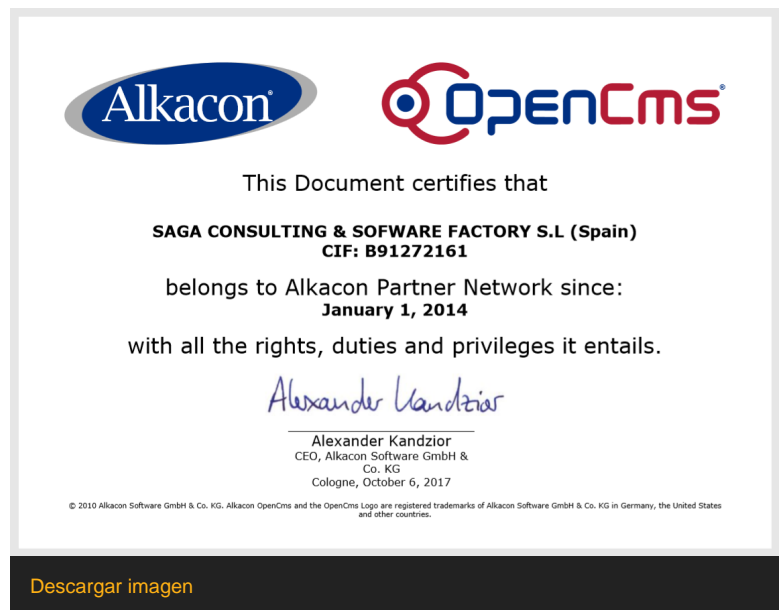 Alkacon®
OpenCms®
This Document certifies that
SAGA CONSULTING & SOFWARE FACTORY S.L (Spain)
CIF: B91272161
belongs to Alkacon Partner Network since:
January 1, 2014
with all the rights, duties and privileges it entails.
Alexander Kandzior
Alexander Kandzior
CEO, Alkacon Software GmbH &
Co. KG
Cologne, October 6, 2017
© 2010 Alkacon Software GmbH & Co. KG. Alkacon OpenCms and the OpenCms Logo are registered trademarks of Alkacon Software GmbH & Co. KG in Germany, the United States
and other countries.
Descargar imagen